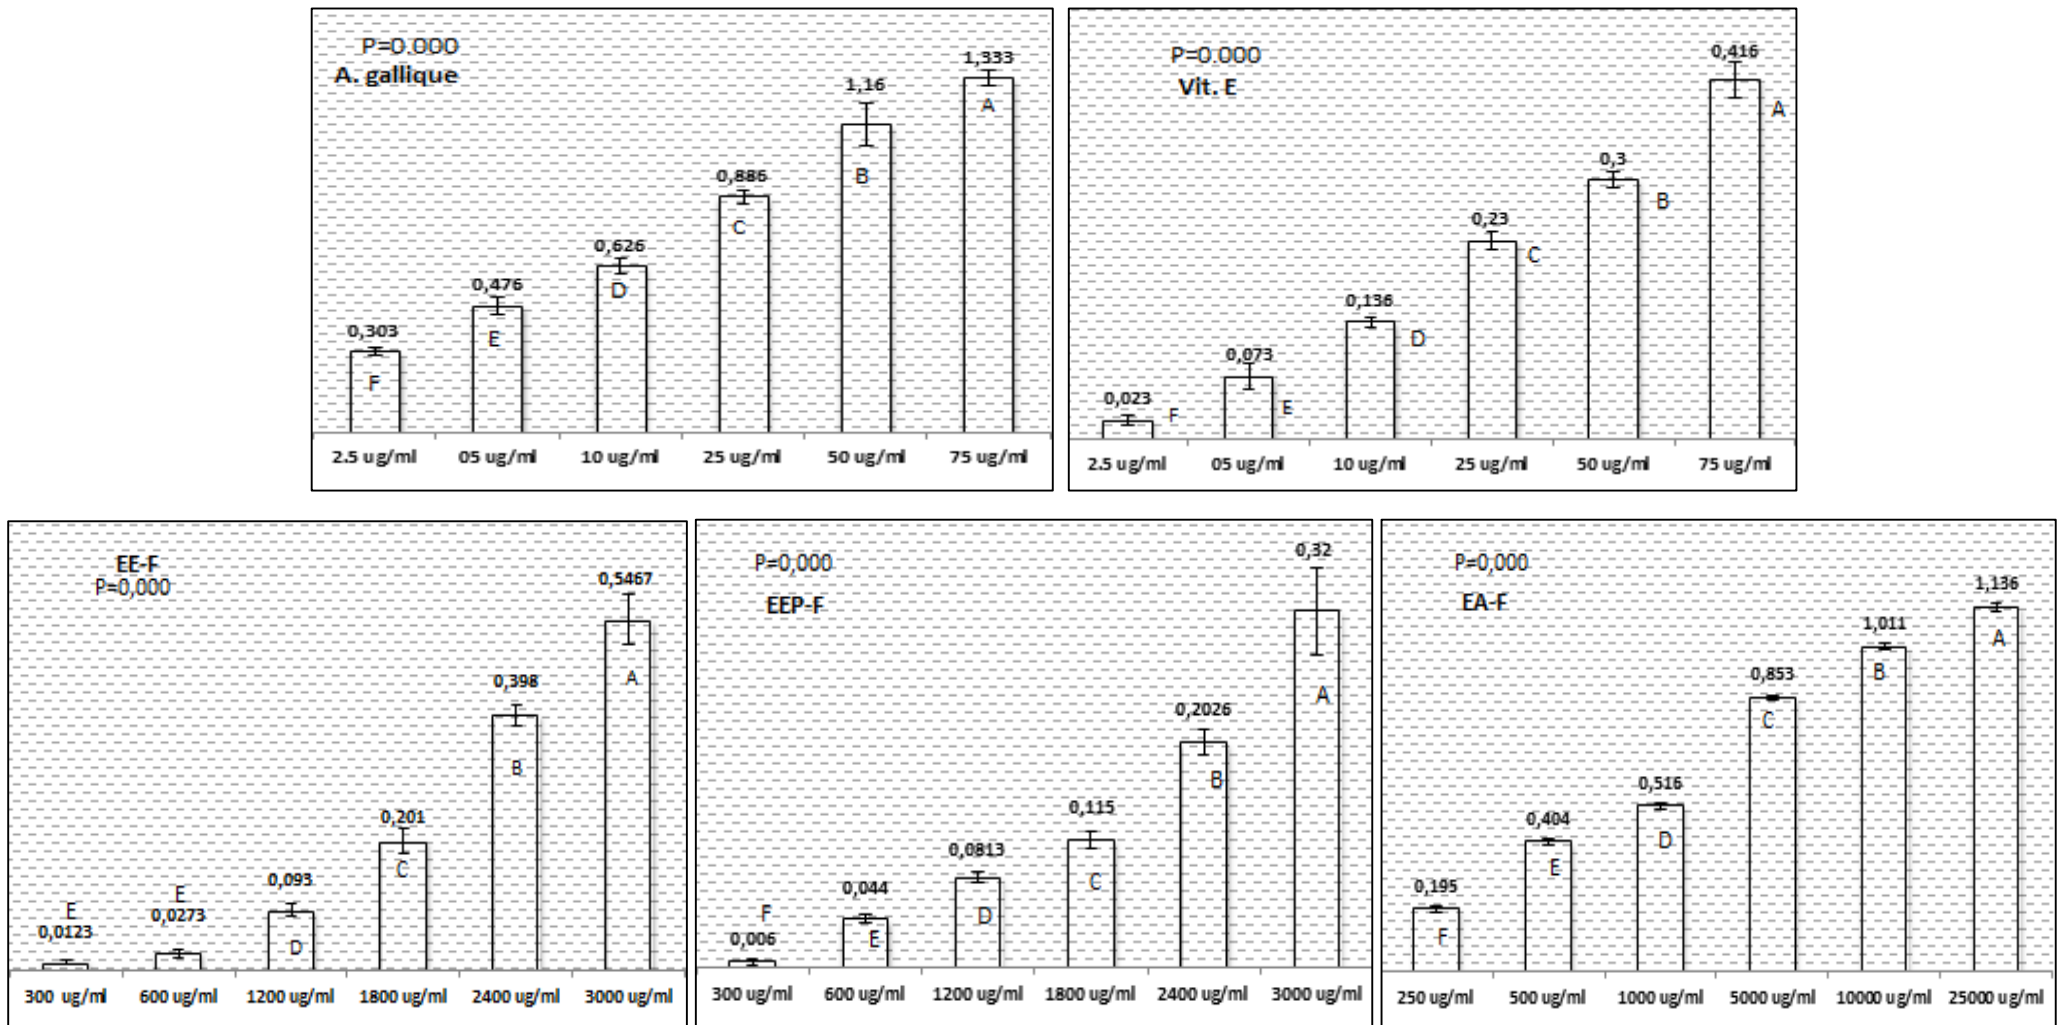 P=0.000
A. gallique
0,303
0,476
0,626
0,886
1,16
1,333
F
E
D
C
B
A
2.5 ug/ml 05 ug/ml 10 ug/ml 25 ug/ml 50 ug/ml 75 ug/ml
P=0.000
Vit. E
0,023
0,073
0,136
0,23
0,3
0,416
F
E
D
C
B
A
2.5 ug/ml 05 ug/ml 10 ug/ml 25 ug/ml 50 ug/ml 75 ug/ml
EE-F
P=0,000
E
0,0123
E
0,0273
0,093
D
0,201
C
0,398
B
0,5467
A
300 ug/ml 600 ug/ml 1200 ug/ml 1800 ug/ml 2400 ug/ml 3000 ug/ml
P=0,000
EEP-F
F
0,006
0,044
E
0,0813
D
0,115
C
0,2026
B
0,32
A
300 ug/ml 600 ug/ml 1200 ug/ml 1800 ug/ml 2400 ug/ml 3000 ug/ml
P=0,000
EA-F
0,195
F
0,404
E
0,516
D
0,853
C
1,011
B
1,136
A
250 ug/ml 500 ug/ml 1000 ug/ml 5000 ug/ml 10000 ug/ml 25000 ug/ml